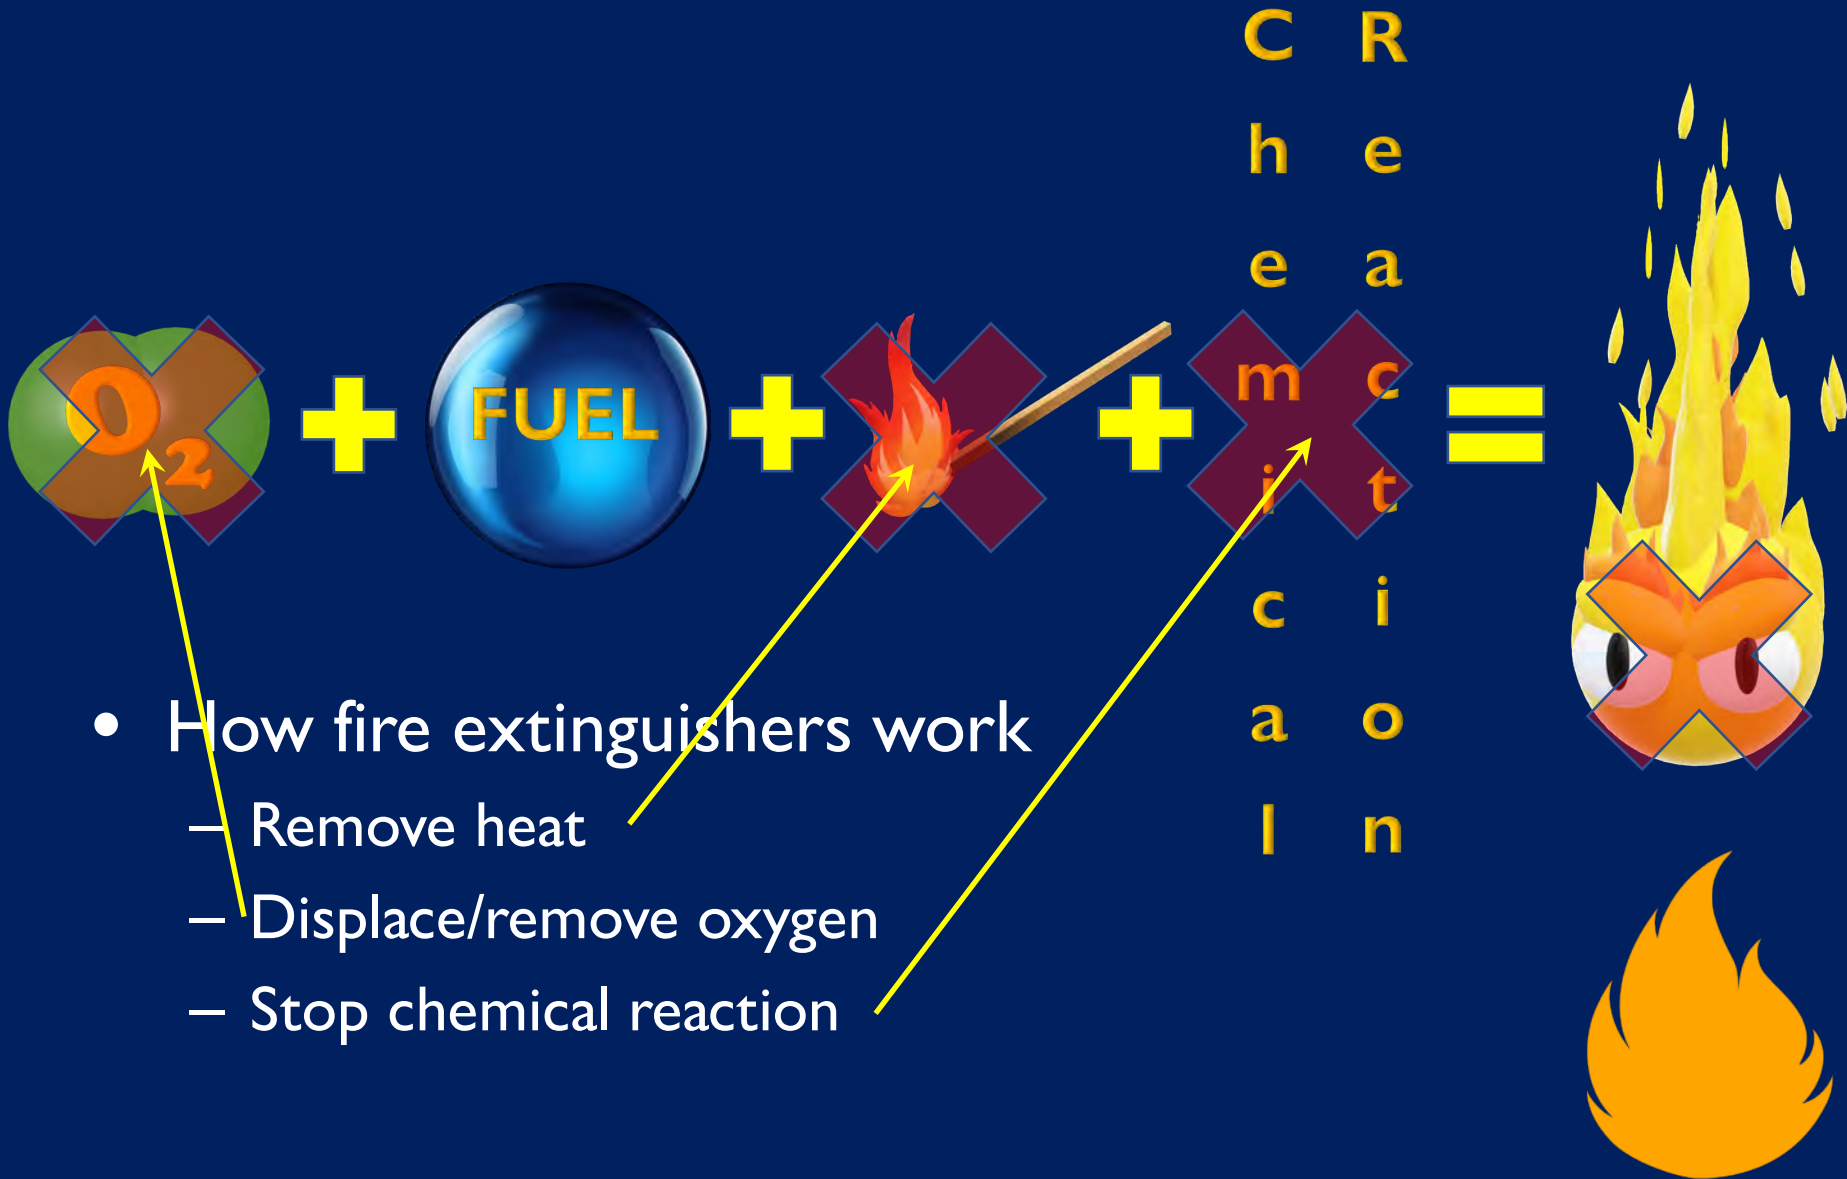 Chemical
Reaction
O2
+
FUEL
+
+
=
• How fire extinguishers work
– Remove heat
– Displace/remove oxygen
– Stop chemical reaction